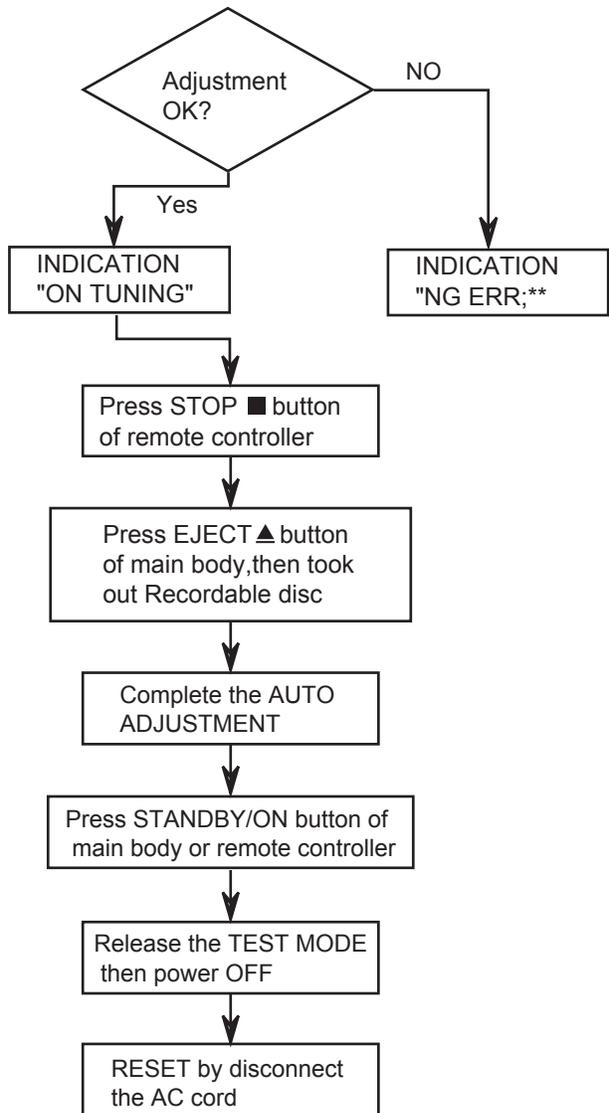 Adjustment
OK?
NO
Yes
INDICATION
"ON TUNING"
INDICATION
"NG ERR;**
Press STOP ■ button
of remote controller
Press EJECT ≜ button
of main body,then took
out Recordable disc
Complete the AUTO
ADJUSTMENT
Press STANDBY/ON button of
main body or remote controller
Release the TEST MODE
then power OFF
RESET by disconnect
the AC cord